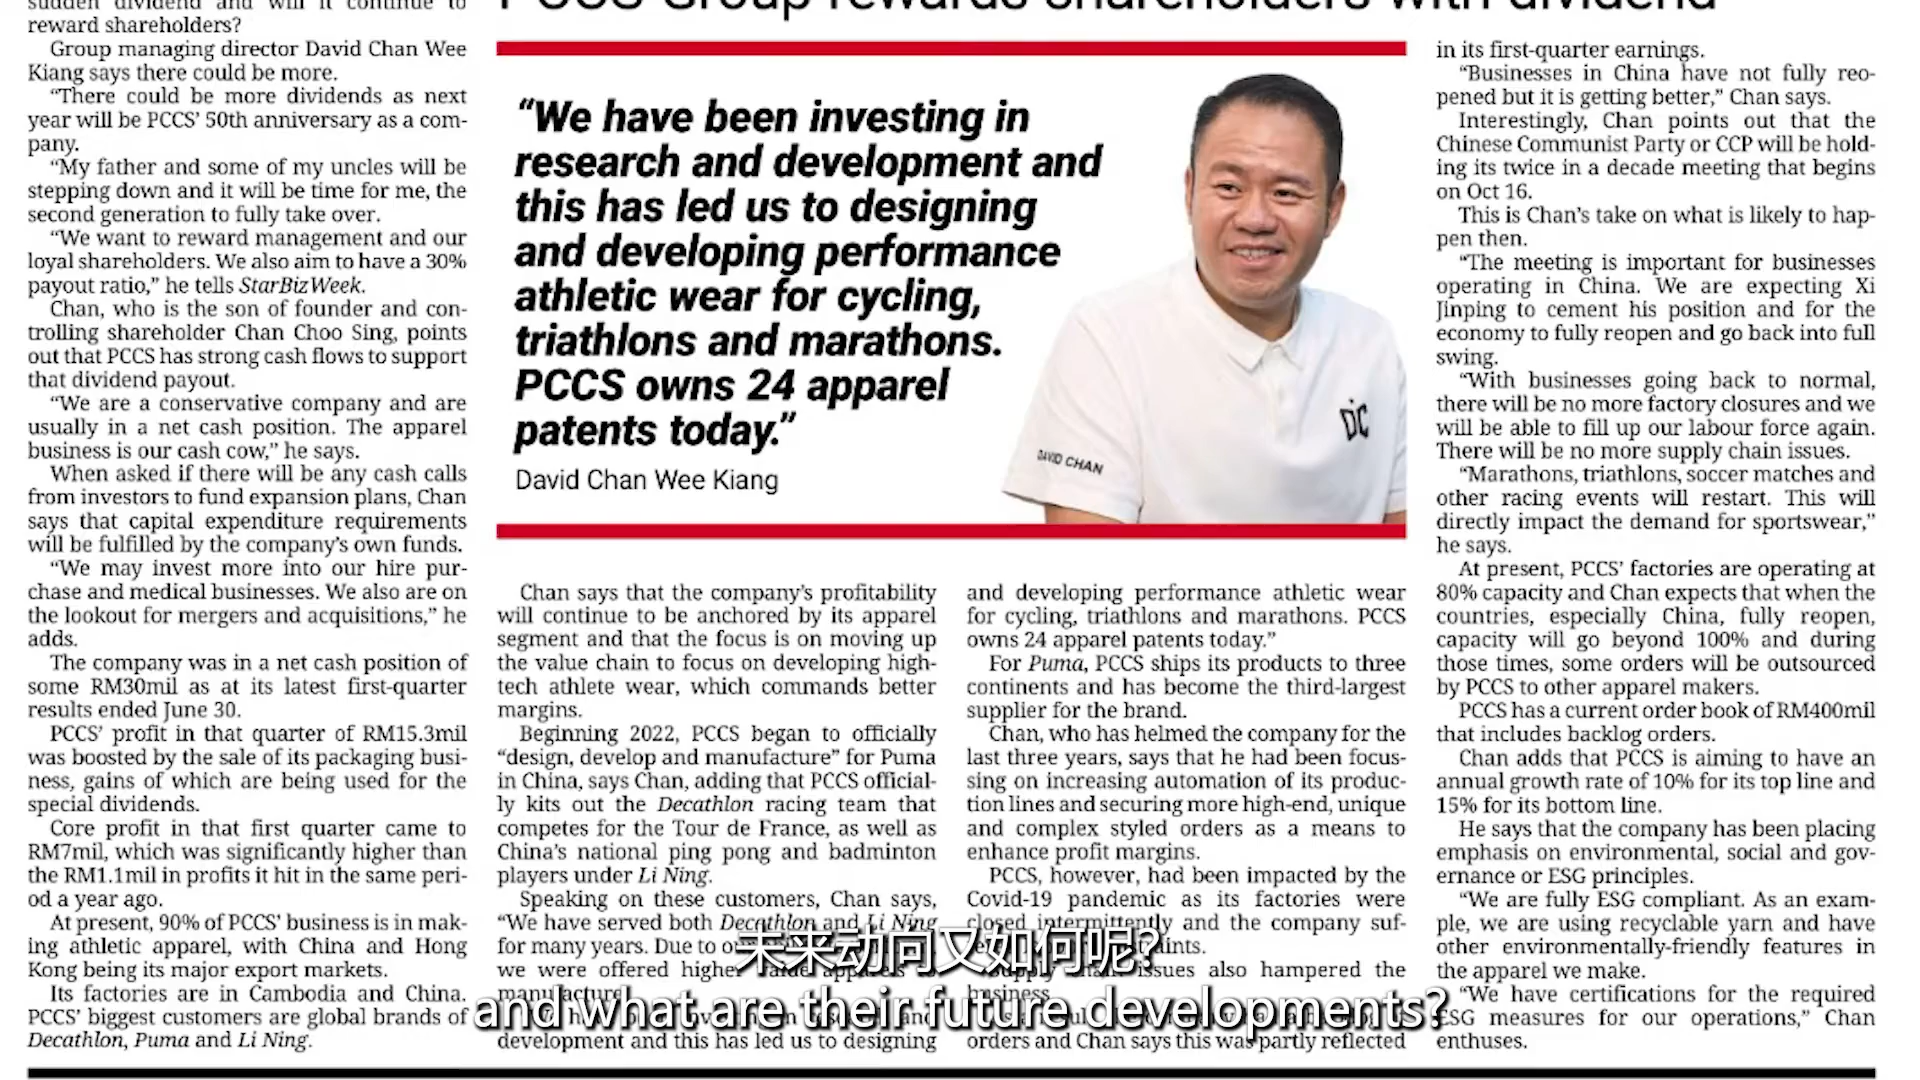 sudden dividend and will it continue to
reward shareholders?
Group managing director David Chan Wee
Kiang says there could be more.
“There could be more dividends as next
year will be PCCS’ 50th anniversary as a com-
pany.
“My father and some of my uncles will be
stepping down and it will be time for me, the
second generation to fully take over.
“We want to reward management and our
loyal shareholders. We also aim to have a 30%
payout ratio,” he tells StarBizWeek.
Chan, who is the son of founder and con-
trolling shareholder Chan Choo Sing, points
out that PCCS has strong cash flows to support
that dividend payout.
“We are a conservative company and are
usually in a net cash position. The apparel
business is our cash cow,” he says.
When asked if there will be any cash calls
from investors to fund expansion plans, Chan
says that capital expenditure requirements
will be fulfilled by the company’s own funds.
“We may invest more into our hire pur-
chase and medical businesses. We also are on
the lookout for mergers and acquisitions,” he
adds.
The company was in a net cash position of
some RM30mil as at its latest first-quarter
results ended June 30.
PCCS’ profit in that quarter of RM15.3mil
was boosted by the sale of its packaging busi-
ness, gains of which are being used for the
special dividends.
Core profit in that first quarter came to
RM7mil, which was significantly higher than
the RM1.1mil in profits it hit in the same peri-
od a year ago.
At present, 90% of PCCS’ business is in mak-
ing athletic apparel, with China and Hong
Kong being its major export markets.
Its factories are in Cambodia and China.
PCCS’ biggest customers are global brands of
Decathlon, Puma and Li Ning.
PCCS Group rewards shareholders with dividend
“We have been investing in
research and development and
this has led us to designing
and developing performance
athletic wear for cycling,
triathlons and marathons.
PCCS owns 24 apparel
patents today.”
David Chan Wee Kiang
DAVID CHAN
DC
Chan says that the company’s profitability
will continue to be anchored by its apparel
segment and that the focus is on moving up
the value chain to focus on developing high-
tech athlete wear, which commands better
margins.
Beginning 2022, PCCS began to officially
“design, develop and manufacture” for Puma
in China, says Chan, adding that PCCS official-
ly kits out the Decathlon racing team that
competes for the Tour de France, as well as
China’s national ping pong and badminton
players under Li Ning.
Speaking on these customers, Chan says,
“We have served both Decathlon and Li Ning
for many years. Due to
we were offered higher
manufacture
development and this has led us to designing
and developing performance athletic wear
for cycling, triathlons and marathons. PCCS
owns 24 apparel patents today.”
For Puma, PCCS ships its products to three
continents and has become the third-largest
supplier for the brand.
Chan, who has helmed the company for the
last three years, says that he had been focus-
sing on increasing automation of its produc-
tion lines and securing more high-end, unique
and complex styled orders as a means to
enhance profit margins.
PCCS, however, had been impacted by the
Covid-19 pandemic as its factories were
closed intermittently and the company suf-
Supply chain issues also hampered the
business.
orders and Chan says this was partly reflected
in its first-quarter earnings.
“Businesses in China have not fully reo-
pened but it is getting better,” Chan says.
Interestingly, Chan points out that the
Chinese Communist Party or CCP will be hold-
ing its twice in a decade meeting that begins
on Oct 16.
This is Chan’s take on what is likely to hap-
pen then.
“The meeting is important for businesses
operating in China. We are expecting Xi
Jinping to cement his position and for the
economy to fully reopen and go back into full
swing.
“With businesses going back to normal,
there will be no more factory closures and we
will be able to fill up our labour force again.
There will be no more supply chain issues.
“Marathons, triathlons, soccer matches and
other racing events will restart. This will
directly impact the demand for sportswear,”
he says.
At present, PCCS’ factories are operating at
80% capacity and Chan expects that when the
countries, especially China, fully reopen,
capacity will go beyond 100% and during
those times, some orders will be outsourced
by PCCS to other apparel makers.
PCCS has a current order book of RM400mil
that includes backlog orders.
Chan adds that PCCS is aiming to have an
annual growth rate of 10% for its top line and
15% for its bottom line.
He says that the company has been placing
emphasis on environmental, social and gov-
ernance or ESG principles.
“We are fully ESG compliant. As an exam-
ple, we are using recyclable yarn and have
other environmentally-friendly features in
the apparel we make.
“We have certifications for the required
ESG measures for our operations,” Chan
enthuses.
未来动向又如何呢?
and what are their future developments?